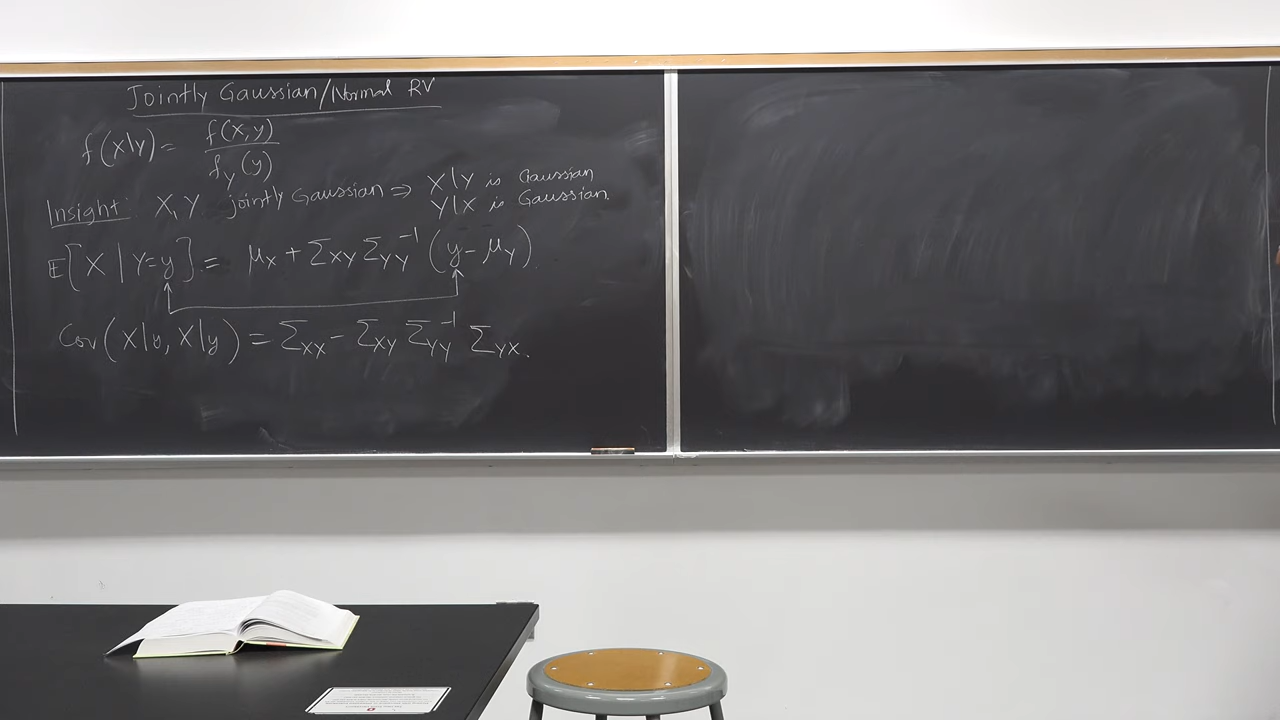 Jointly Gaussian/Normal RV
f(X|Y) = f(X,y) / f_Y(y)
Insight: X, Y jointly Gaussian ⇒ X|Y is Gaussian
Y|X is Gaussian.
E[X | Y=y] = μ_X + Σ_XY Σ_YY^-1 (y - μ_Y).
Cov(X|y, X|y) = Σ_XX - Σ_XY Σ_YY^-1 Σ_YX.